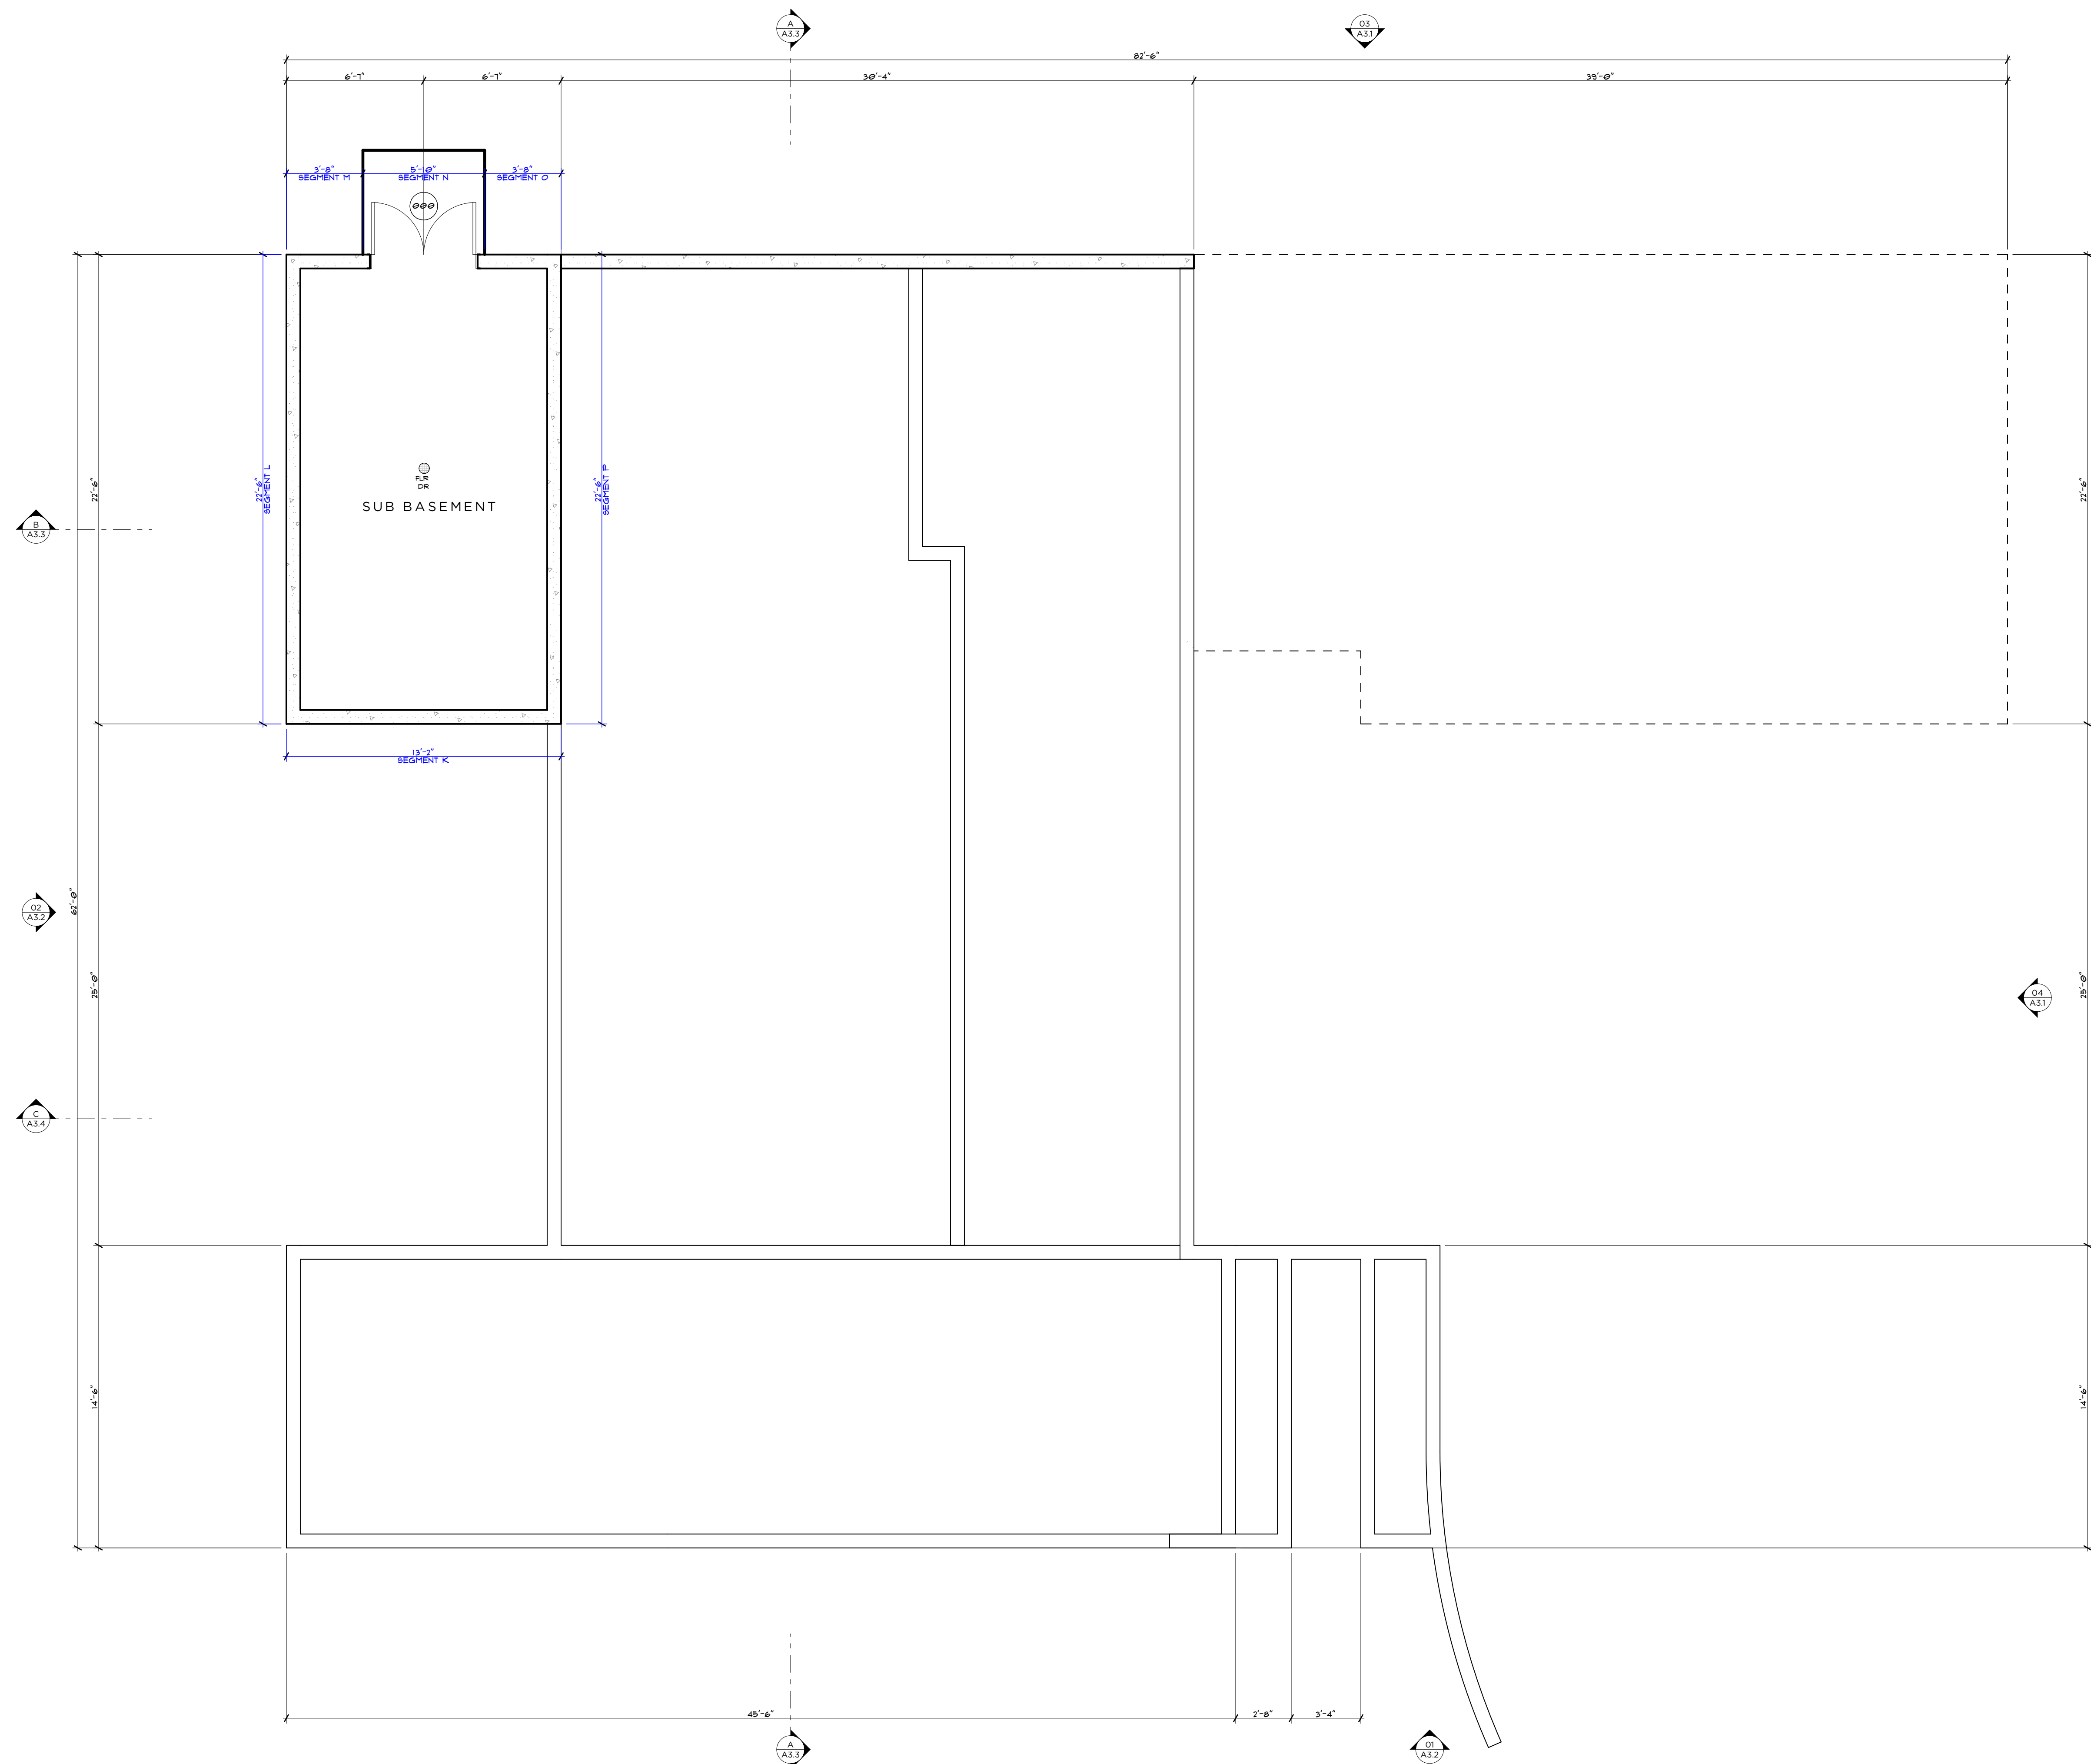 A
A3.3
03
A3.1
82'-6"
6'-7"
6'-7"
30'-4"
39'-0"
3'-8"
SEGMENT M
5'-10"
SEGMENT N
3'-8"
SEGMENT O
000
22'-6"
22'-6"
SEGMENT L
FLR
DR
SUB BASEMENT
22'-6"
SEGMENT P
22'-6"
B
A3.3
13'-2"
SEGMENT K
62'-0"
02
A3.2
25'-0"
25'-0"
04
A3.1
C
A3.4
14'-6"
14'-6"
45'-6"
2'-8"
3'-4"
A
A3.3
01
A3.2